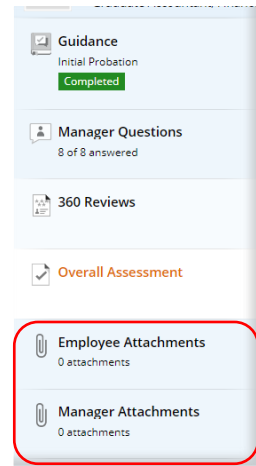 Guidance
Initial Probation
Completed
Manager Questions
8 of 8 answered
360 Reviews
Overall Assessment
Employee Attachments
0 attachments
Manager Attachments
0 attachments